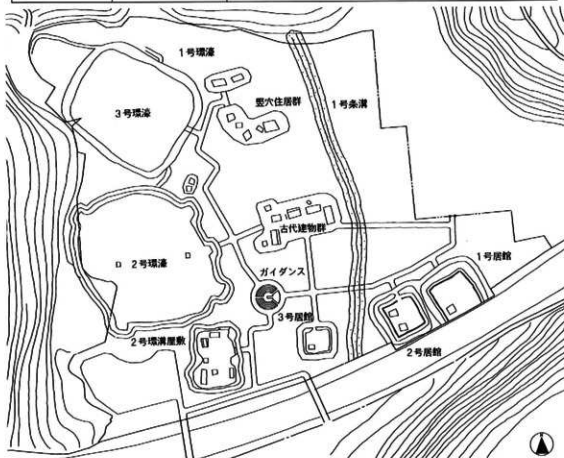 1号環濠
竪穴住居群
1号条溝
3号環濠
古代建物群
2号環濠
ガイダンス
1号居館
3号居館
2号環溝屋敷
2号居館